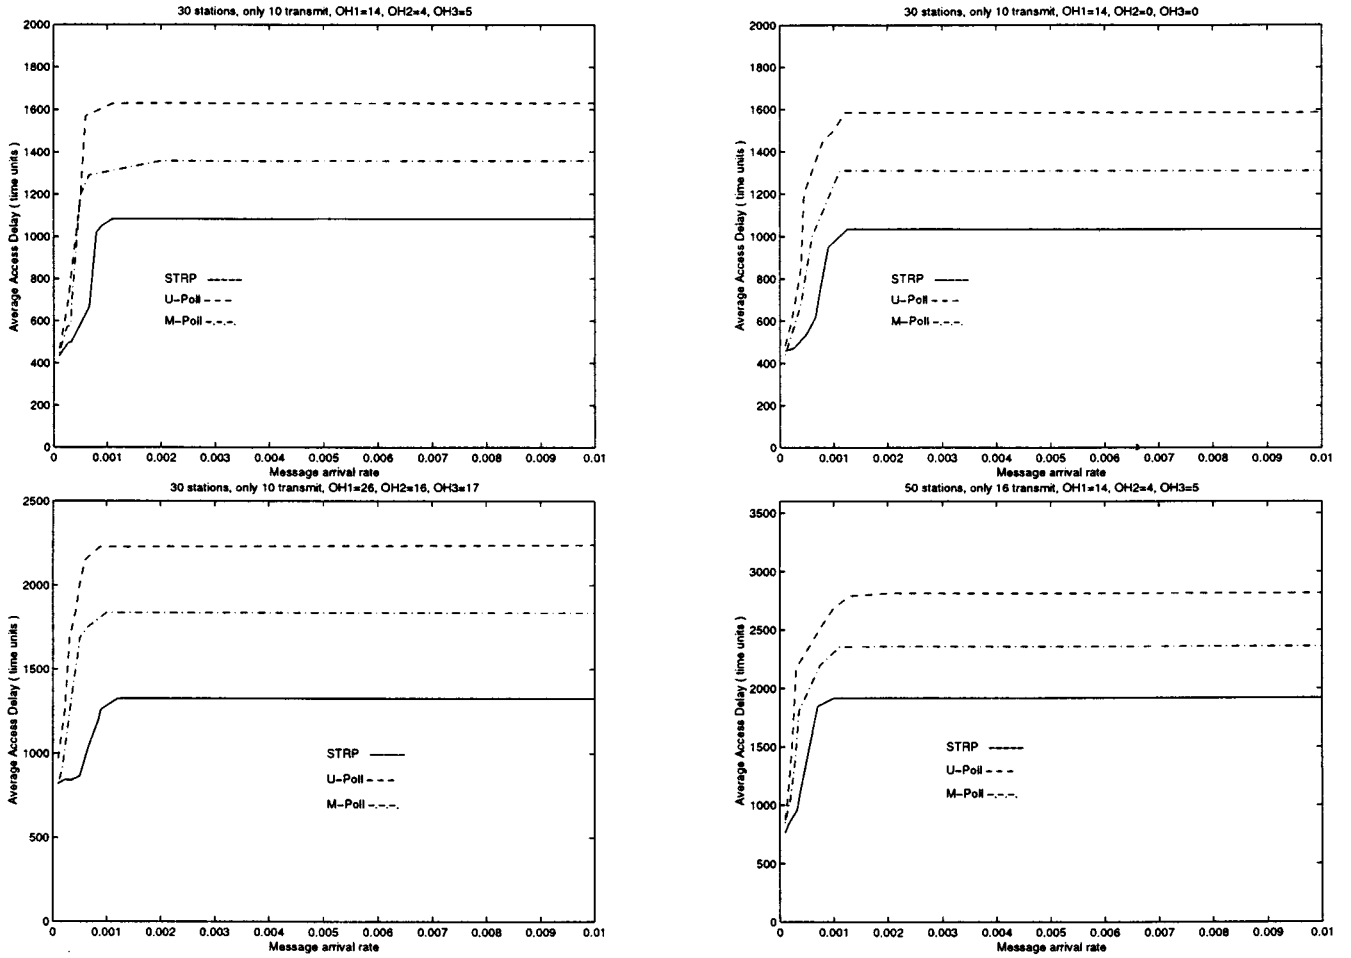 30 stations, only 10 transmit, OH1=14, OH2=4, OH3=5
2000
1800
1600
1400
1200
1000
800
600
400
200
0
Average Access Delay ( time units )
STRP
U-Poll
M-Poll
0 0.001 0.002 0.003 0.004 0.005 0.006 0.007 0.008 0.009 0.01
Message arrival rate
30 stations, only 10 transmit, OH1=14, OH2=0, OH3=0
2000
1800
1600
1400
1200
1000
800
600
400
200
0
Average Access Delay ( time units )
STRP
U-Poll
M-Poll
0 0.001 0.002 0.003 0.004 0.005 0.006 0.007 0.008 0.009 0.01
Message arrival rate
30 stations, only 10 transmit, OH1=26, OH2=16, OH3=17
2500
2000
1500
1000
500
0
Average Access Delay ( time units )
STRP
U-Poll
M-Poll
0 0.001 0.002 0.003 0.004 0.005 0.006 0.007 0.008 0.009 0.01
Message arrival rate
50 stations, only 16 transmit, OH1=14, OH2=4, OH3=5
3500
3000
2500
2000
1500
1000
500
0
Average Access Delay ( time units )
STRP
U-Poll
M-Poll
0 0.001 0.002 0.003 0.004 0.005 0.006 0.007 0.008 0.009 0.01
Message arrival rate